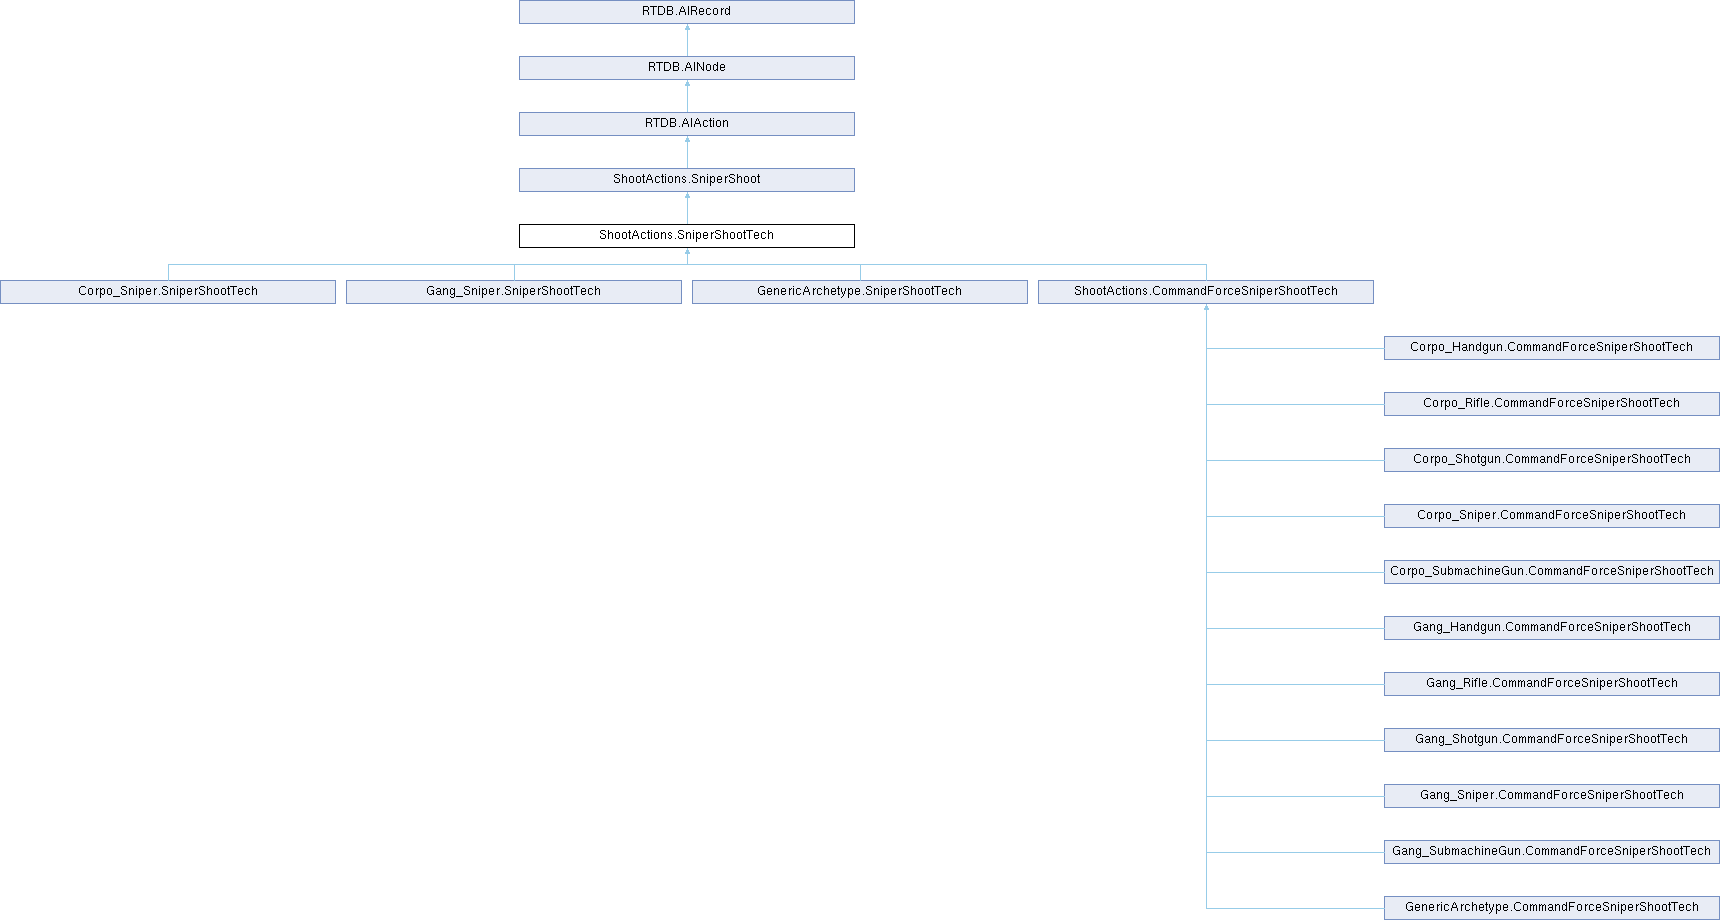 RTDB.AIRecord
RTDB.AINode
RTDB.AIAction
ShootActions.SniperShoot
ShootActions.SniperShootTech
Corpo_Sniper.SniperShootTech
Gang_Sniper.SniperShootTech
GenericArchetype.SniperShootTech
ShootActions.CommandForceSniperShootTech
Corpo_Handgun.CommandForceSniperShootTech
Corpo_Rifle.CommandForceSniperShootTech
Corpo_Shotgun.CommandForceSniperShootTech
Corpo_Sniper.CommandForceSniperShootTech
Corpo_SubmachineGun.CommandForceSniperShootTech
Gang_Handgun.CommandForceSniperShootTech
Gang_Rifle.CommandForceSniperShootTech
Gang_Shotgun.CommandForceSniperShootTech
Gang_Sniper.CommandForceSniperShootTech
Gang_SubmachineGun.CommandForceSniperShootTech
GenericArchetype.CommandForceSniperShootTech